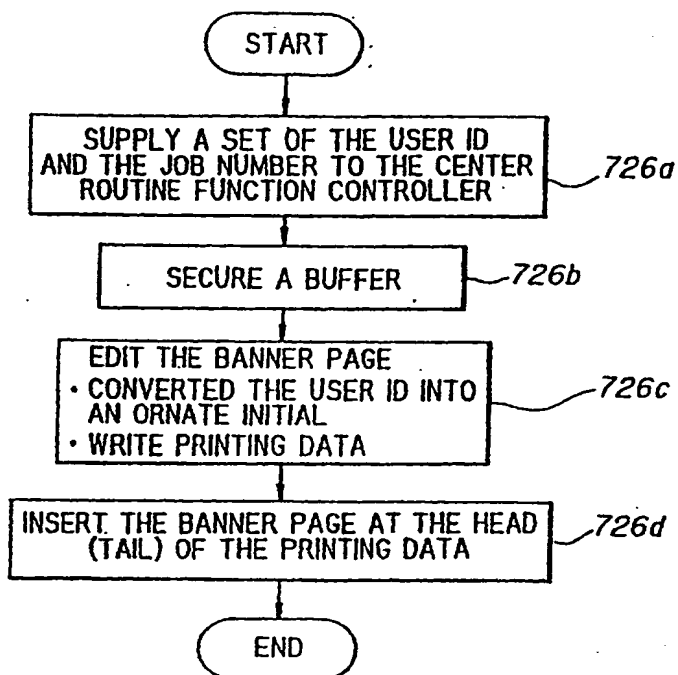 START
SUPPLY A SET OF THE USER ID
AND THE JOB NUMBER TO THE CENTER
ROUTINE FUNCTION CONTROLLER
726a
SECURE A BUFFER
726b
EDIT THE BANNER PAGE
• CONVERTED THE USER ID INTO
AN ORNATE INITIAL
• WRITE PRINTING DATA
726c
INSERT THE BANNER PAGE AT THE HEAD
(TAIL) OF THE PRINTING DATA
726d
END